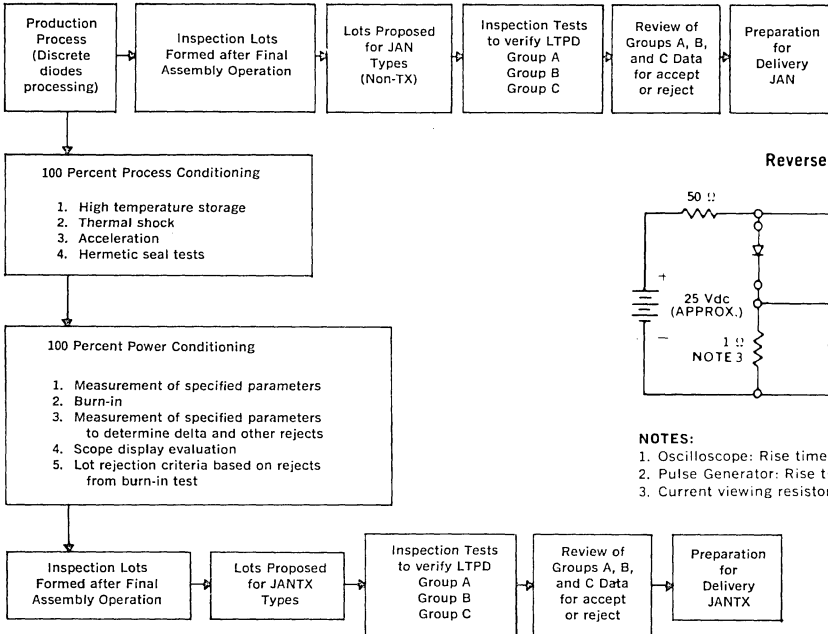 Production
Process
(Discrete
diodes
processing)
Inspection Lots
Formed after Final
Assembly Operation
Lots Proposed
for JAN
Types
(Non-TX)
Inspection Tests
to verify LTPD
Group A
Group B
Group C
Review of
Groups A, B,
and C Data
for accept
or reject
Preparation
for
Delivery
JAN
100 Percent Process Conditioning
1. High temperature storage
2. Thermal shock
3. Acceleration
4. Hermetic seal tests
Reverse
50 Ω
+
25 Vdc
(APPROX.)
−
1 Ω
NOTE 3
100 Percent Power Conditioning
1. Measurement of specified parameters
2. Burn-in
3. Measurement of specified parameters
to determine delta and other rejects
4. Scope display evaluation
5. Lot rejection criteria based on rejects
from burn-in test
NOTES:
1. Oscilloscope: Rise time
2. Pulse Generator: Rise t
3. Current viewing resistor
Inspection Lots
Formed after Final
Assembly Operation
Lots Proposed
for JANTX
Types
Inspection Tests
to verify LTPD
Group A
Group B
Group C
Review of
Groups A, B,
and C Data
for accept
or reject
Preparation
for
Delivery
JANTX